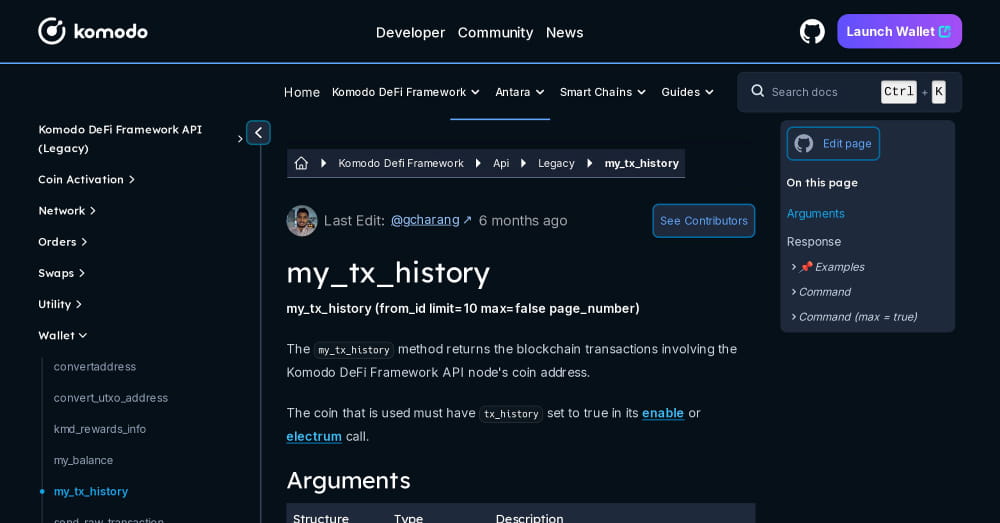 komodo
Developer Community News
Launch Wallet
Home Komodo DeFi Framework Antara Smart Chains Guides
Search docs Ctrl + K
Komodo DeFi Framework API
(Legacy)
Coin Activation
Network
Orders
Swaps
Utility
Wallet
convertaddress
convert_utxo_address
kmd_rewards_info
my_balance
my_tx_history
send_raw_transaction
Komodo Defi Framework Api Legacy my_tx_history
Last Edit: @gcharang ↗ 6 months ago
See Contributors
my_tx_history
my_tx_history (from_id limit=10 max=false page_number)
The my_tx_history method returns the blockchain transactions involving the
Komodo DeFi Framework API node's coin address.
The coin that is used must have tx_history set to true in its enable or
electrum call.
Arguments
Structure Type Description
Edit page
On this page
Arguments
Response
📌 Examples
Command
Command (max = true)